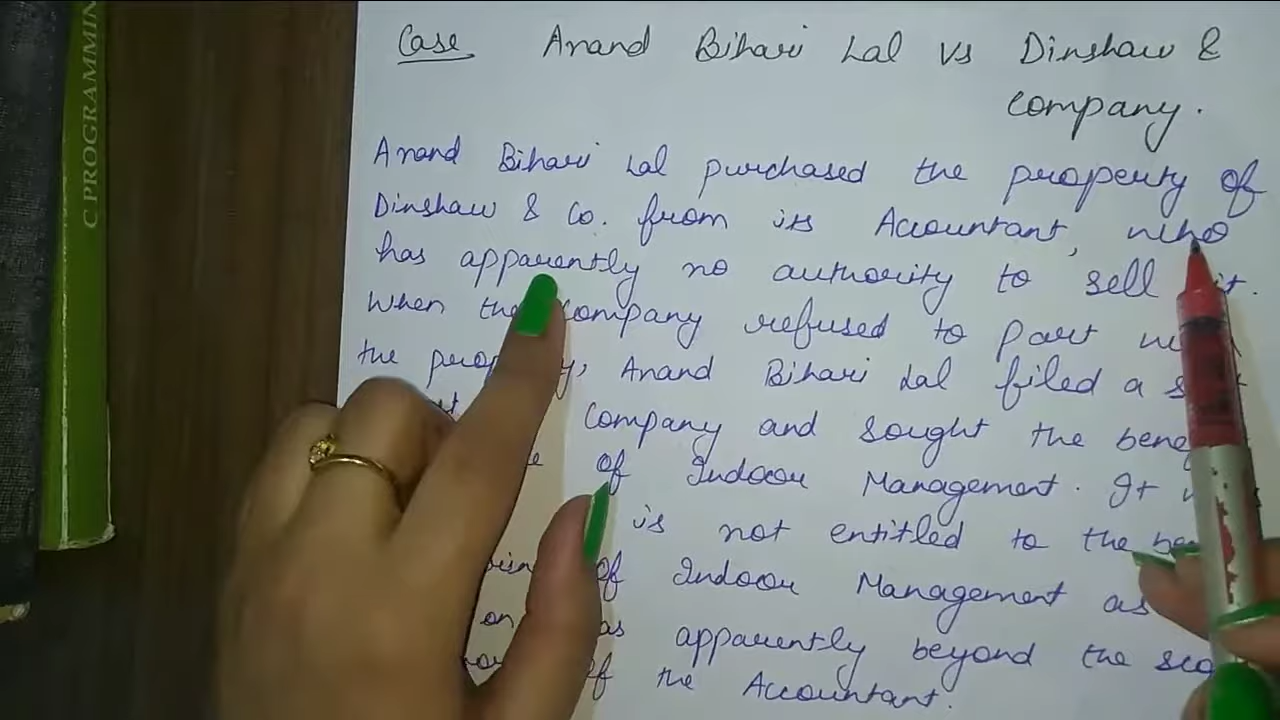 C PROGRAMMIN
Case Anand Bihari Lal vs Dinshaw &
Company.
Anand Bihari Lal purchased the property of
Dinshaw & Co. from its Accountant, who
has apparently no authority to sell it.
When the Company refused to part
the, Anand Bihari Lal filed a
Company and sought the
of Indoor Management. It
is not entitled to the
of Indoor Management as
on as apparently beyond the
of the Accountant.